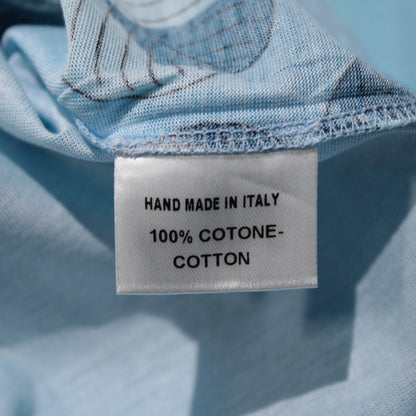 HAND MADE IN ITALY
100% COTONE-
COTTON